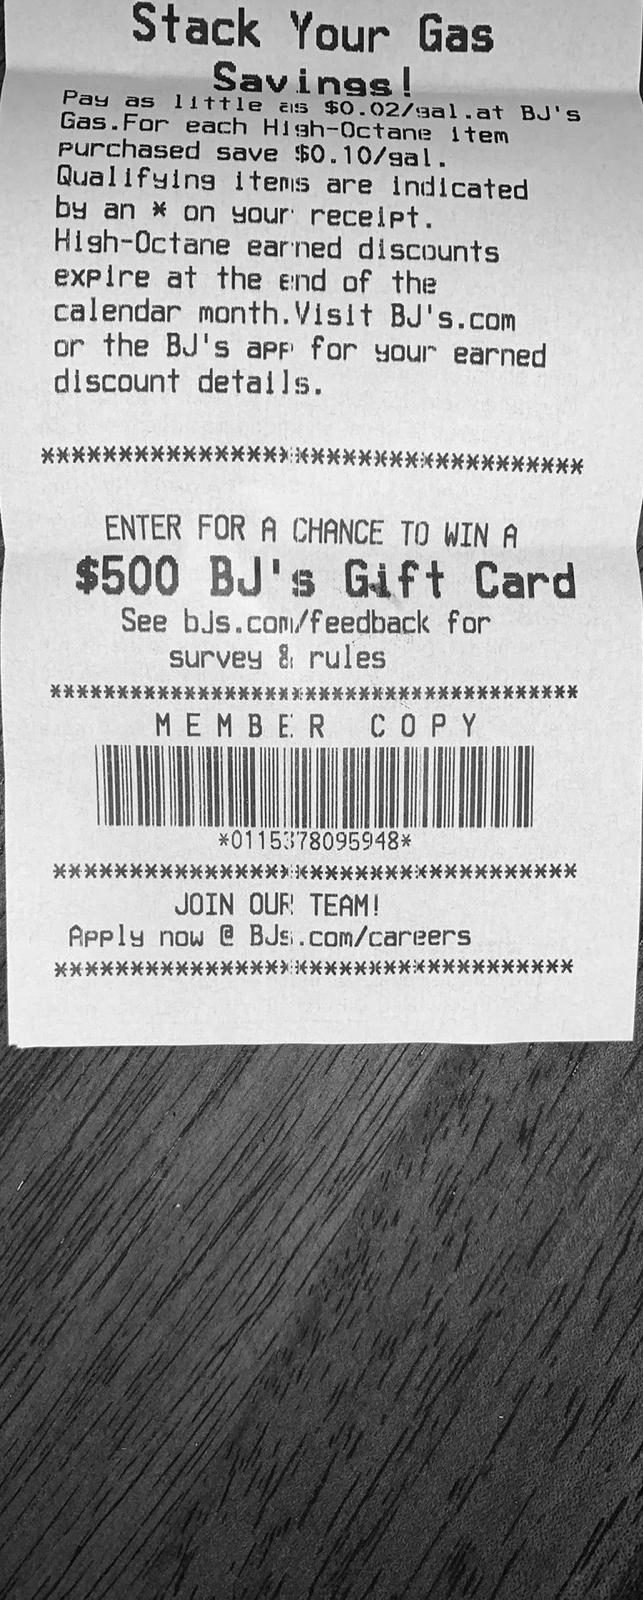 Stack Your Gas
Savings!
Pay as little as $0.02/gal.at BJ's
Gas.For each High-Octane item
purchased save $0.10/gal.
Qualifying items are indicated
by an * on your receipt.
High-Octane earned discounts
expire at the end of the
calendar month.Visit BJ's.com
or the BJ's app for your earned
discount details.
***********************************
ENTER FOR A CHANCE TO WIN A
$500 BJ's Gift Card
See bjs.com/feedback for
survey & rules
***************************************
MEMBER COPY
*0115378095948*
***************************************
JOIN OUR TEAM!
Apply now @ BJs.com/careers
***************************************